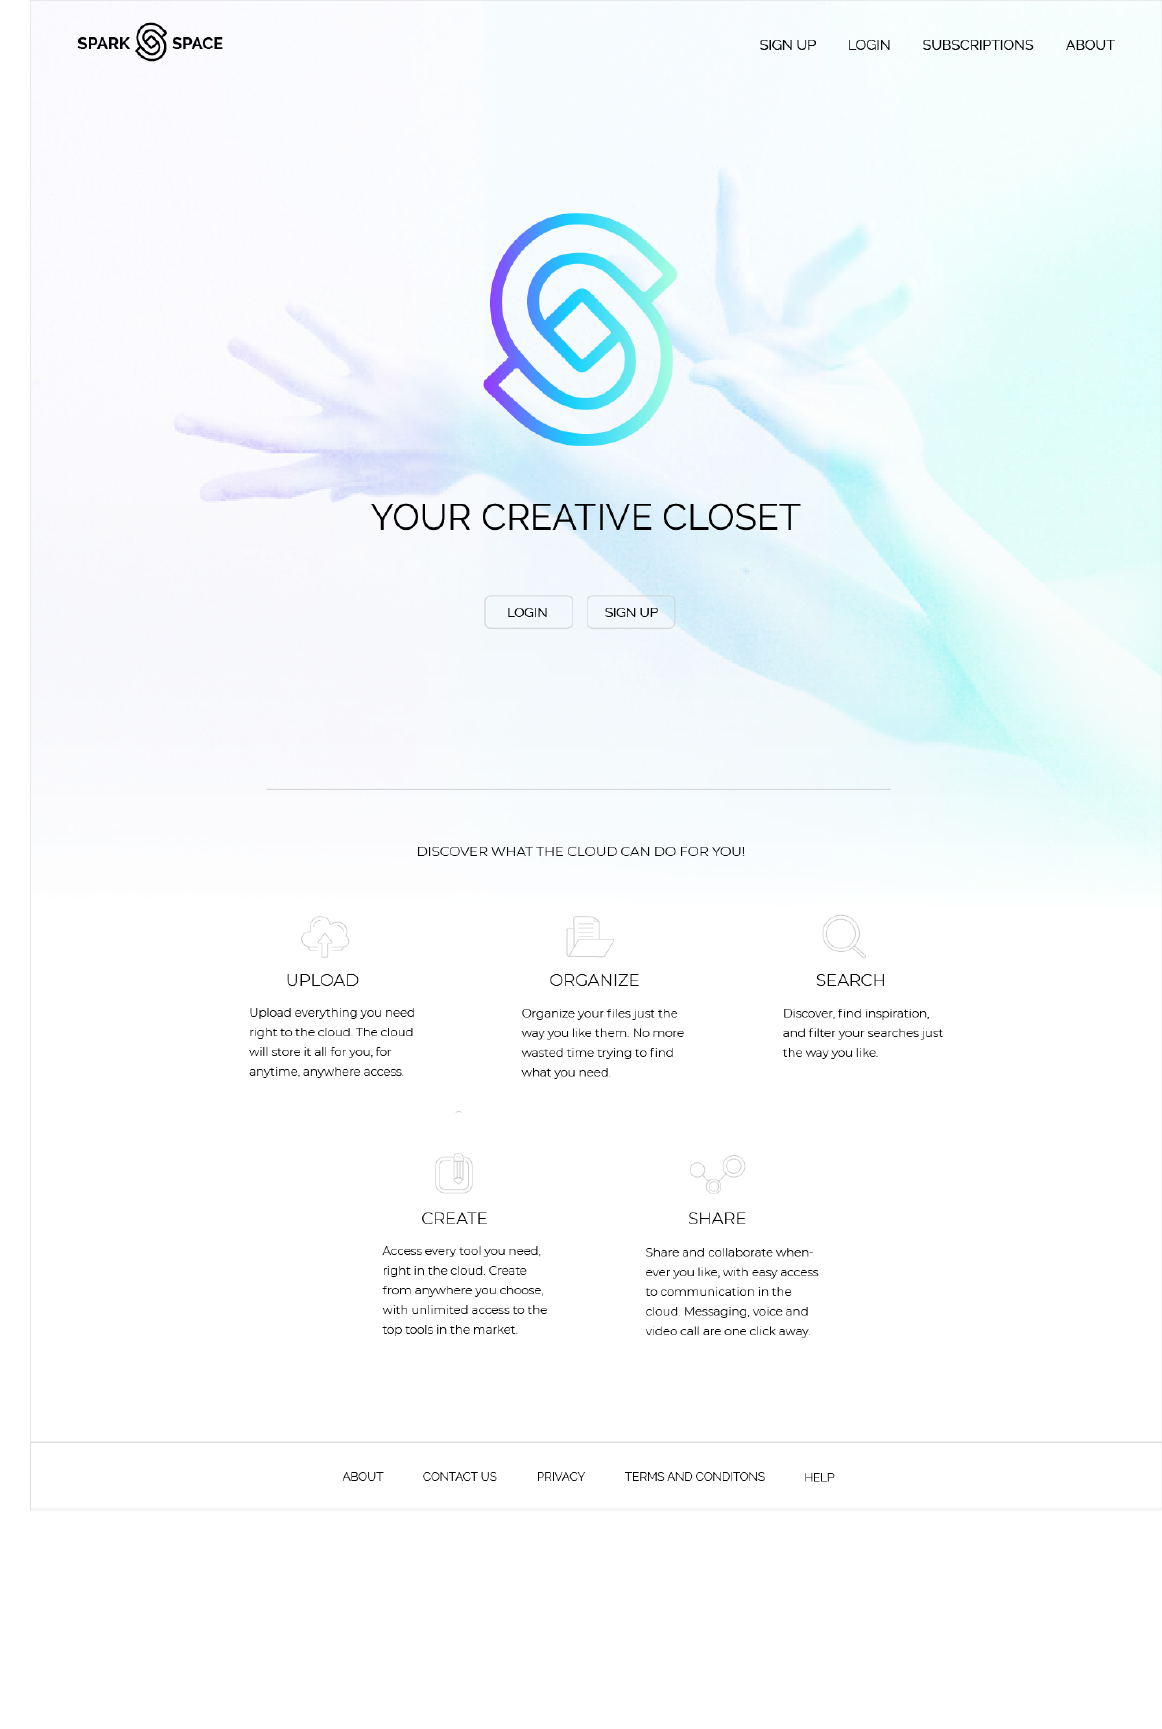 SPARK SPACE
SIGN UP LOGIN SUBSCRIPTIONS ABOUT
YOUR CREATIVE CLOSET
LOGIN SIGN UP
DISCOVER WHAT THE CLOUD CAN DO FOR YOU!
UPLOAD
Upload everything you need
right to the cloud. The cloud
will store it all for you, for
anytime, anywhere access.
ORGANIZE
Organize your files just the
way you like them. No more
wasted time trying to find
what you need.
SEARCH
Discover, find inspiration,
and filter your searches just
the way you like.
CREATE
Access every tool you need,
right in the cloud. Create
from anywhere you choose,
with unlimited access to the
top tools in the market.
SHARE
Share and collaborate when-
ever you like, with easy access
to communication in the
cloud. Messaging, voice and
video call are one click away.
ABOUT CONTACT US PRIVACY TERMS AND CONDITONS HELP